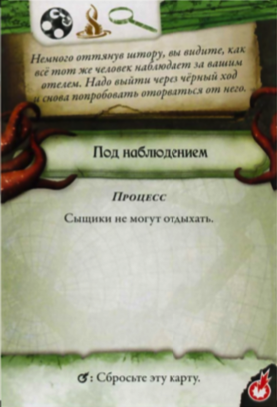 Немного оттянув штору, вы видите, как
всё тот же человек наблюдает за вашим
отелем. Надо выйти через чёрный ход
и снова попробовать оторваться от него.
Под наблюдением
Процесс
Сыщики не могут отдыхать.
: Сбросьте эту карту.